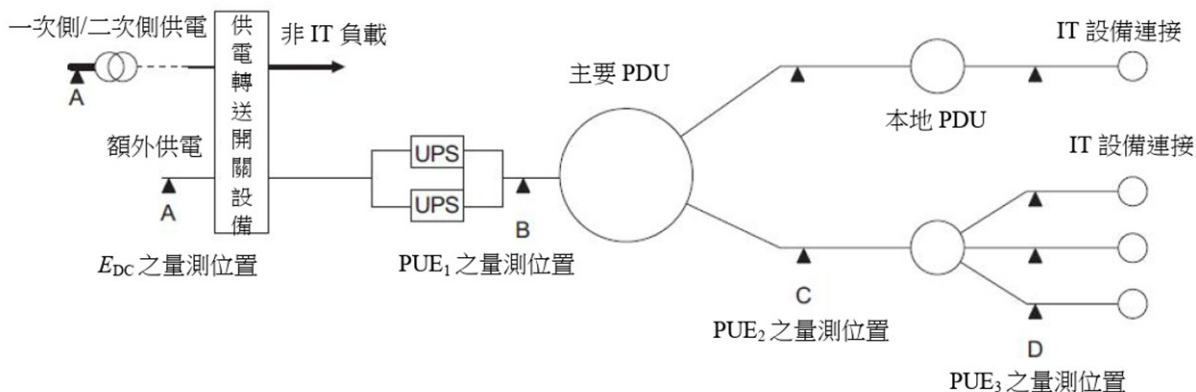 一次側/二次側供電
供電轉送開關設備
非 IT 負載
A
額外供電
A
E_DC 之量測位置
UPS
UPS
B
PUE₁ 之量測位置
主要 PDU
IT 設備連接
本地 PDU
IT 設備連接
C
PUE₂ 之量測位置
D
PUE₃ 之量測位置